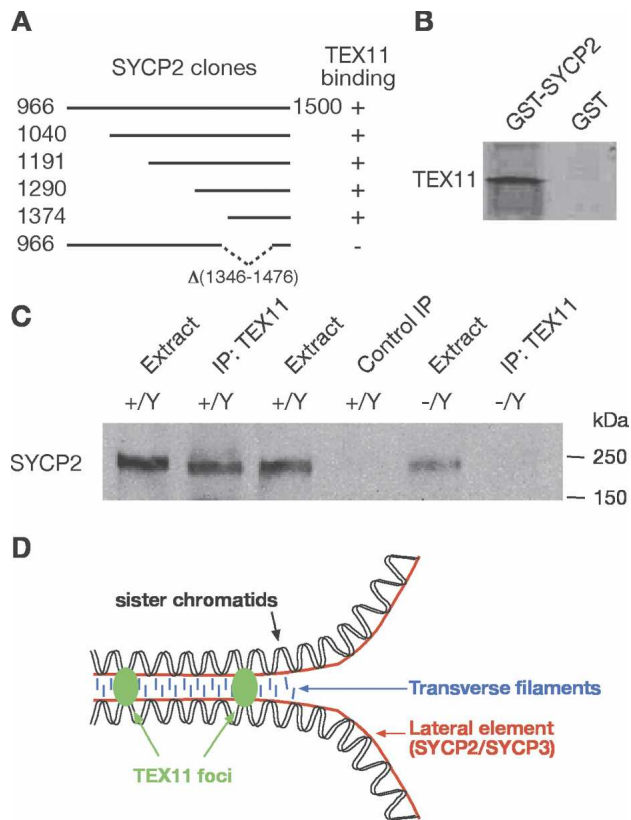 A
SYCP2 clones
TEX11
binding
966 1500 +
1040 +
1191 +
1290 +
1374 +
966 -
Δ(1346-1476)
B
GST-SYCP2
GST
TEX11
C
Extract
IP: TEX11
Extract
Control IP
Extract
IP: TEX11
+/Y +/Y +/Y +/Y -/Y -/Y
kDa
SYCP2
250
150
D
sister chromatids
Transverse filaments
Lateral element
(SYCP2/SYCP3)
TEX11 foci